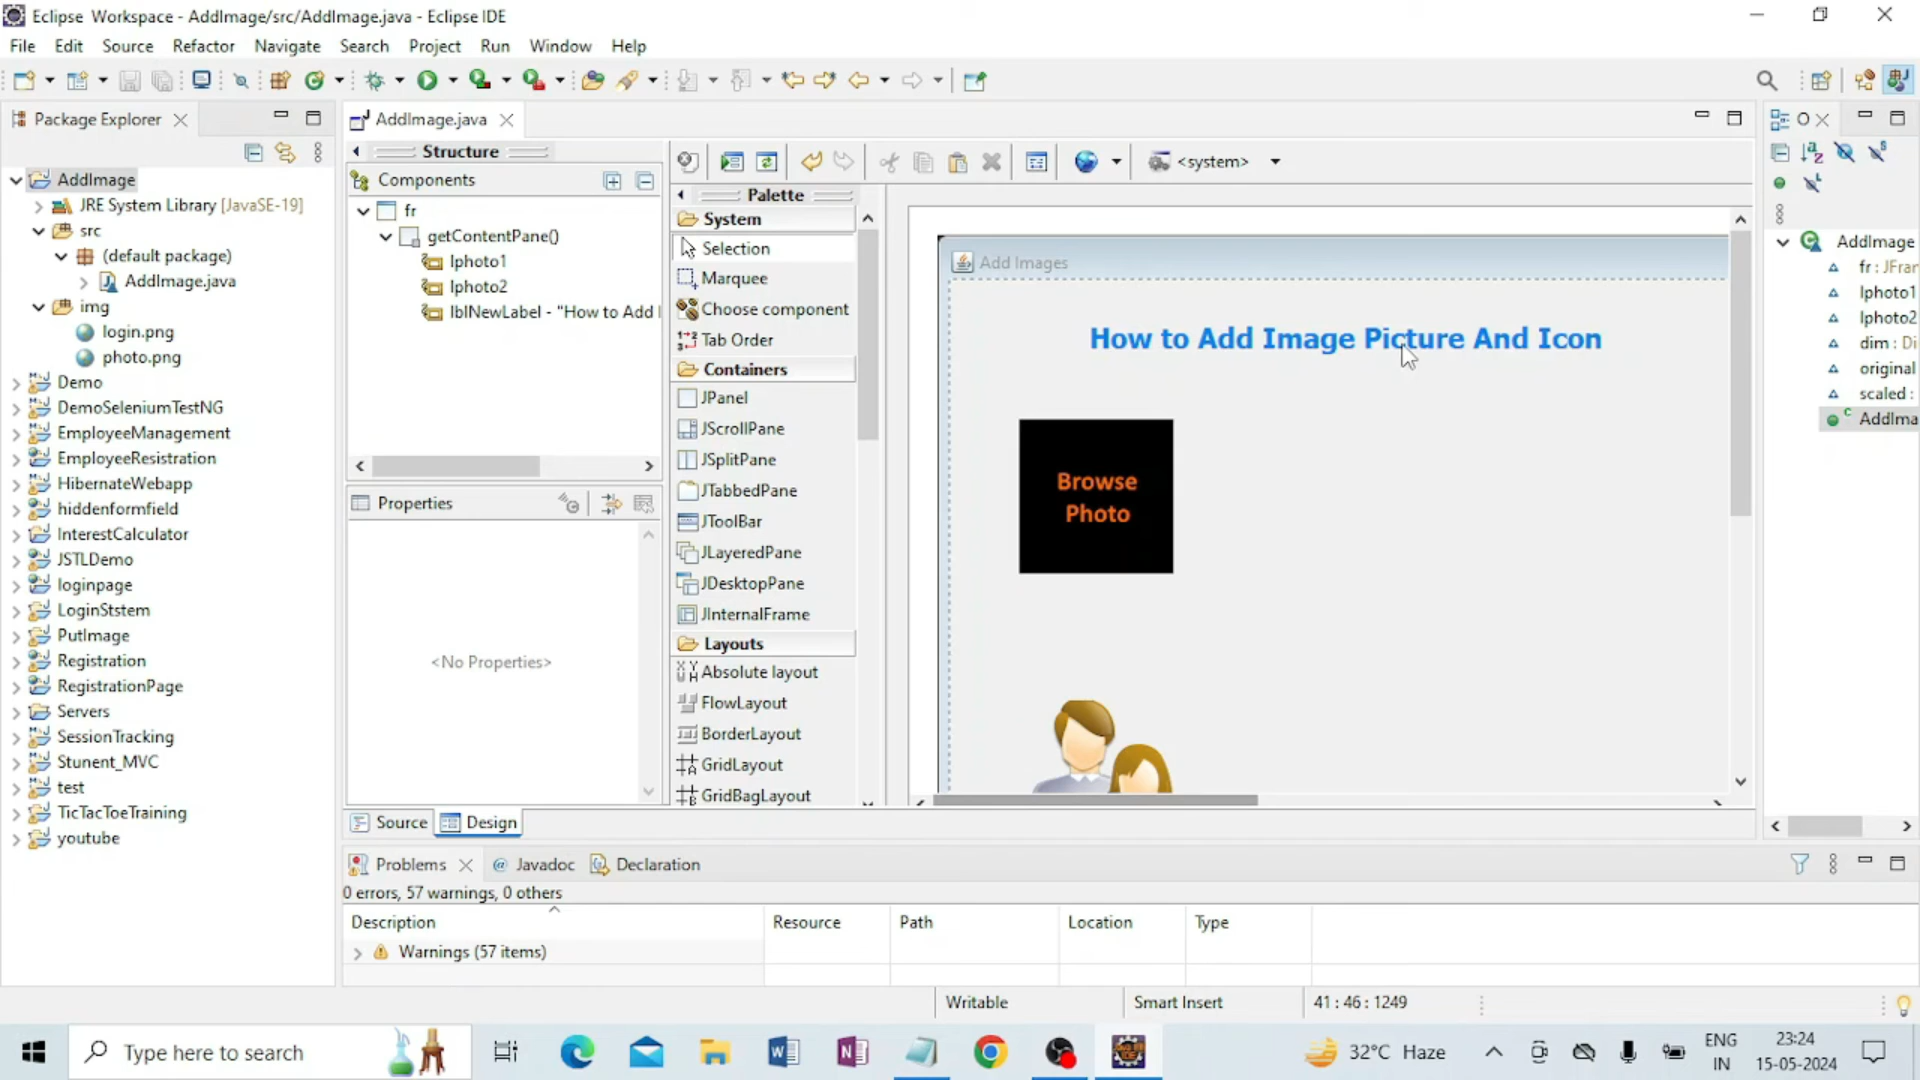 Eclipse Workspace - AddImage/src/AddImage.java - Eclipse IDE
File Edit Source Refactor Navigate Search Project Run Window Help
Package Explorer
AddImage
JRE System Library [JavaSE-19]
src
(default package)
AddImage.java
img
login.png
photo.png
Demo
DemoSeleniumTestNG
EmployeeManagement
EmployeeResistration
HibernateWebapp
hiddenformfield
InterestCalculator
JSTLDemo
loginpage
LoginStstem
PutImage
Registration
RegistrationPage
Servers
SessionTracking
Stunent_MVC
test
TicTacToeTraining
youtube
AddImage.java
Structure
Components
fr
getContentPane()
lphoto1
lphoto2
lblNewLabel - "How to Add I
Properties
<No Properties>
<system>
Palette
System
Selection
Marquee
Choose component
Tab Order
Containers
JPanel
JScrollPane
JSplitPane
JTabbedPane
JToolBar
JLayeredPane
JDesktopPane
JInternalFrame
Layouts
Absolute layout
FlowLayout
BorderLayout
GridLayout
GridBagLayout
Add Images
How to Add Image Picture And Icon
Browse
Photo
Source Design
O
AddImage
fr : JFrar
lphoto1
lphoto2
dim : Di
original
scaled :
AddIma
Problems Javadoc Declaration
0 errors, 57 warnings, 0 others
Description Resource Path Location Type
Warnings (57 items)
Writable Smart Insert 41 : 46 : 1249
Type here to search
32°C Haze
ENG
IN
23:24
15-05-2024